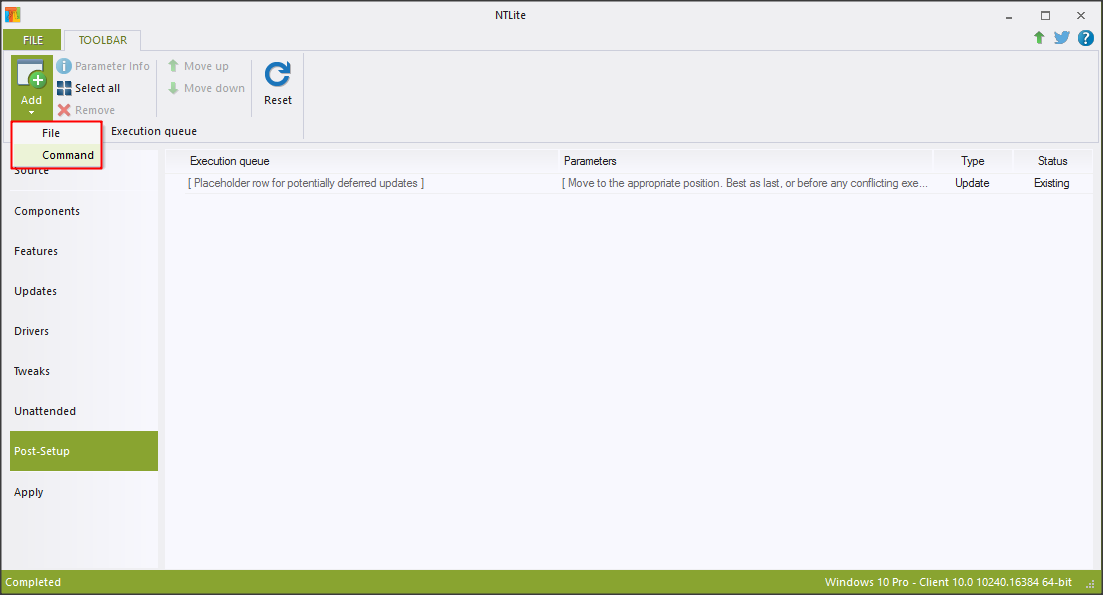 NTLite
FILE
TOOLBAR
?
Add
i Parameter Info
Select all
Remove
Move up
Move down
Reset
Execution queue
File
Command
Source
Components
Features
Updates
Drivers
Tweaks
Unattended
Post-Setup
Apply
Execution queue Parameters Type Status
[ Placeholder row for potentially deferred updates ] [ Move to the appropriate position. Best as last, or before any conflicting exe... Update Existing
Completed
Windows 10 Pro - Client 10.0 10240.16384 64-bit